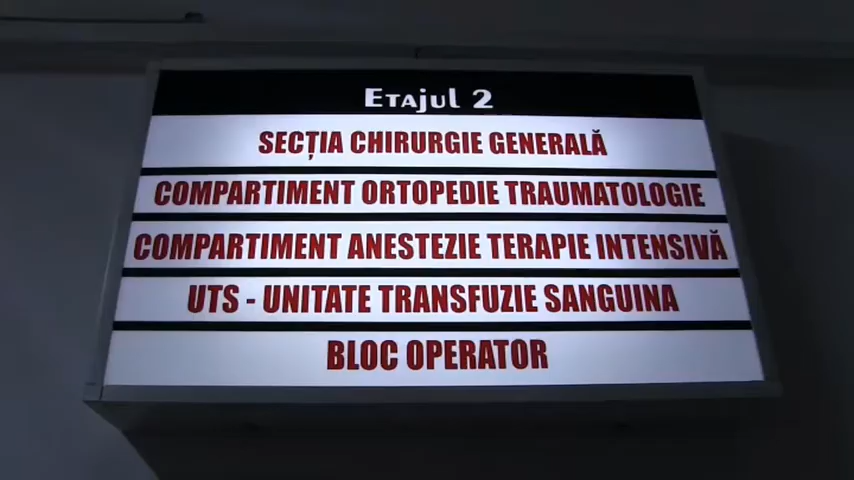 Etajul 2
SECȚIA CHIRURGIE GENERALĂ
COMPARTIMENT ORTOPEDIE TRAUMATOLOGIE
COMPARTIMENT ANESTEZIE TERAPIE INTENSIVĂ
UTS - UNITATE TRANSFUZIE SANGUINA
BLOC OPERATOR